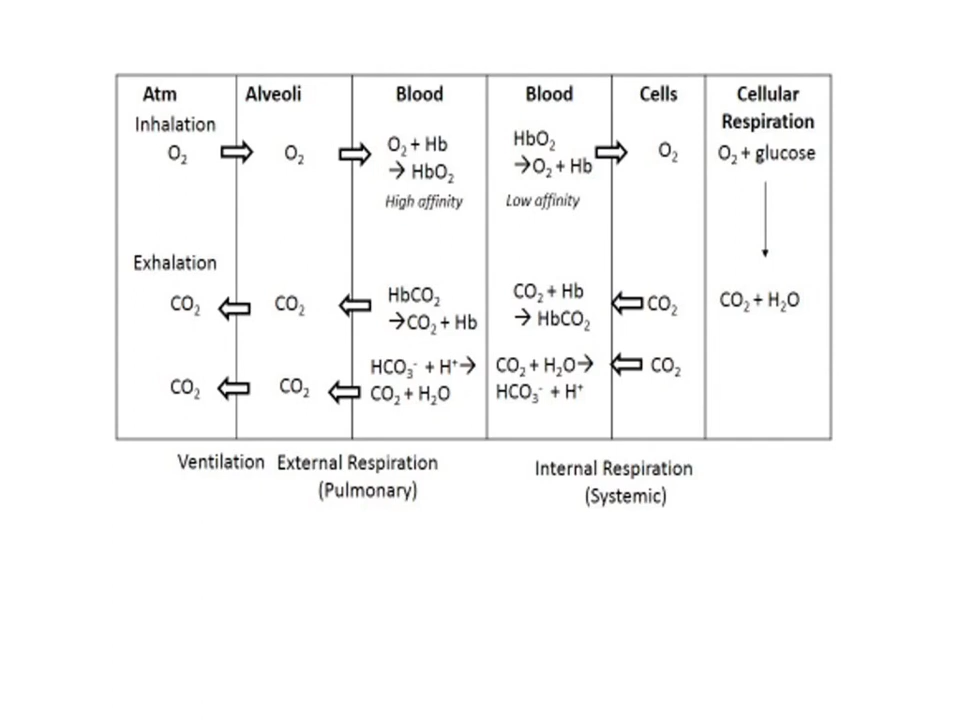 Atm Alveoli Blood Blood Cells Cellular
Respiration
Inhalation
O₂ ⇨ O₂ ⇨ O₂ + Hb HbO₂ ⇨ O₂ O₂ + glucose
→ HbO₂ →O₂ + Hb
High affinity Low affinity
Exhalation
CO₂ ⇦ CO₂ ⇦ HbCO₂ CO₂ + Hb ⇦ CO₂ CO₂ + H₂O
→CO₂ + Hb → HbCO₂
HCO₃⁻ + H⁺→ CO₂ + H₂O→ ⇦ CO₂
CO₂ ⇦ CO₂ ⇦ CO₂ + H₂O HCO₃⁻ + H⁺
Ventilation External Respiration Internal Respiration
(Pulmonary) (Systemic)